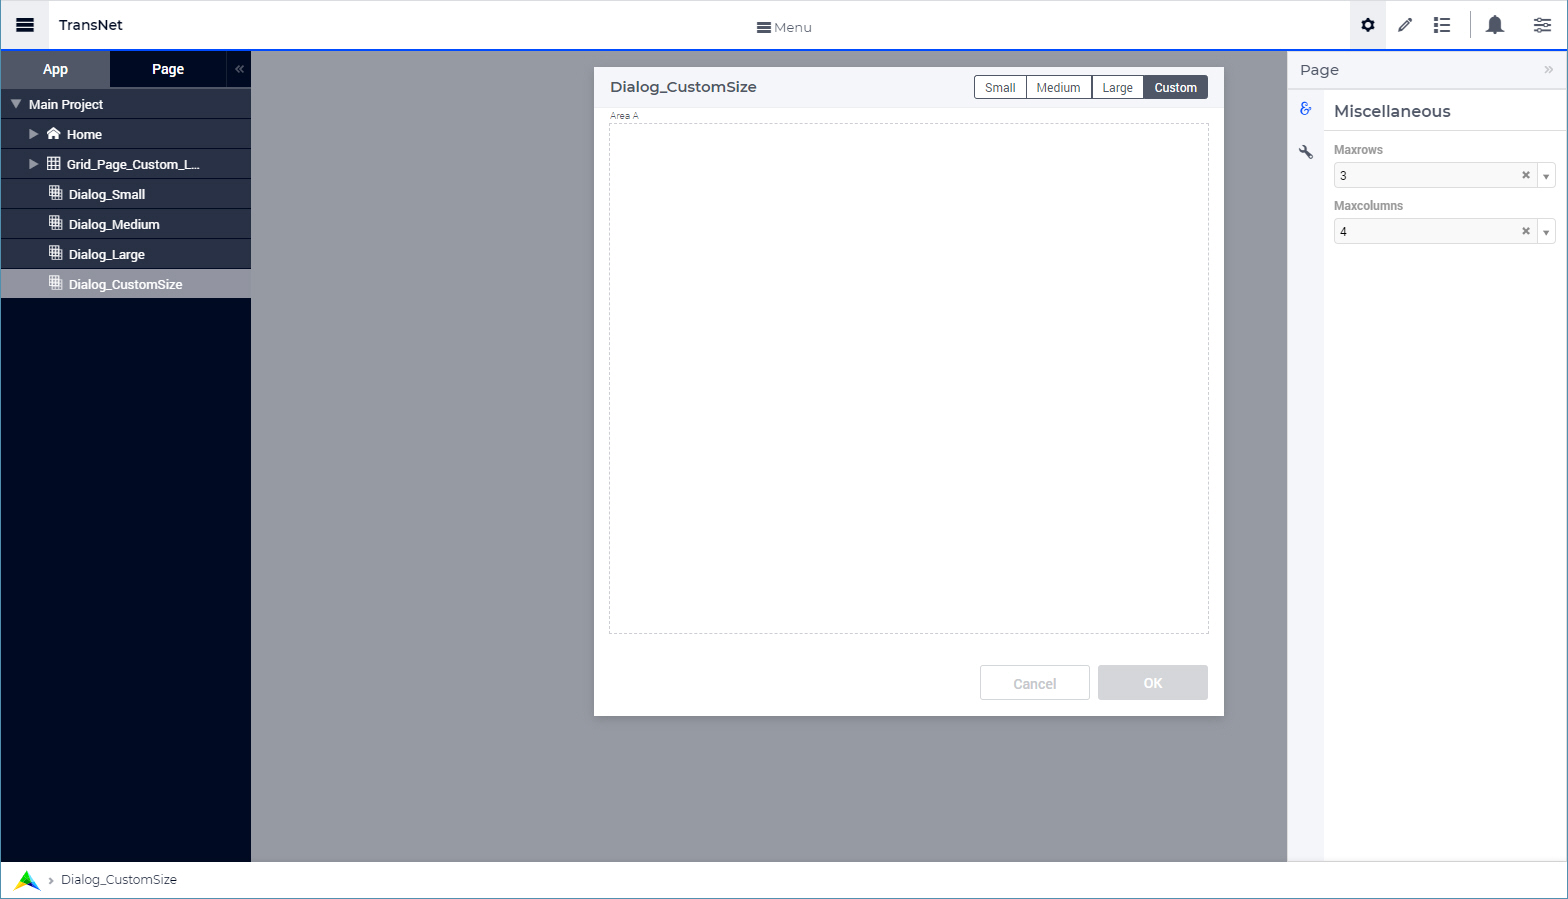 TransNet
Menu
App
Page
Main Project
Home
Grid_Page_Custom_L...
Dialog_Small
Dialog_Medium
Dialog_Large
Dialog_CustomSize
Dialog_CustomSize
Small
Medium
Large
Custom
Area A
Cancel
OK
Page
Miscellaneous
Maxrows
3
Maxcolumns
4
Dialog_CustomSize